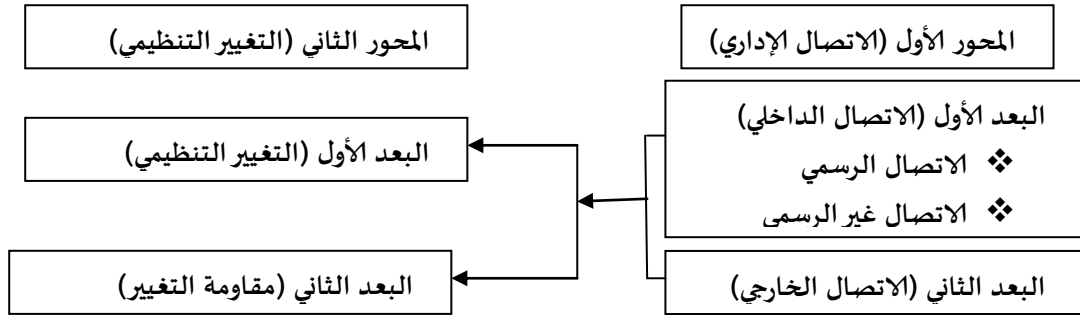 المحور الأول (الاتصال الإداري)
المحور الثاني (التغيير التنظيمي)
البعد الأول (الاتصال الداخلي)
❖ الاتصال الرسمي
❖ الاتصال غير الرسمي
البعد الأول (التغيير التنظيمي)
البعد الثاني (الاتصال الخارجي)
البعد الثاني (مقاومة التغيير)